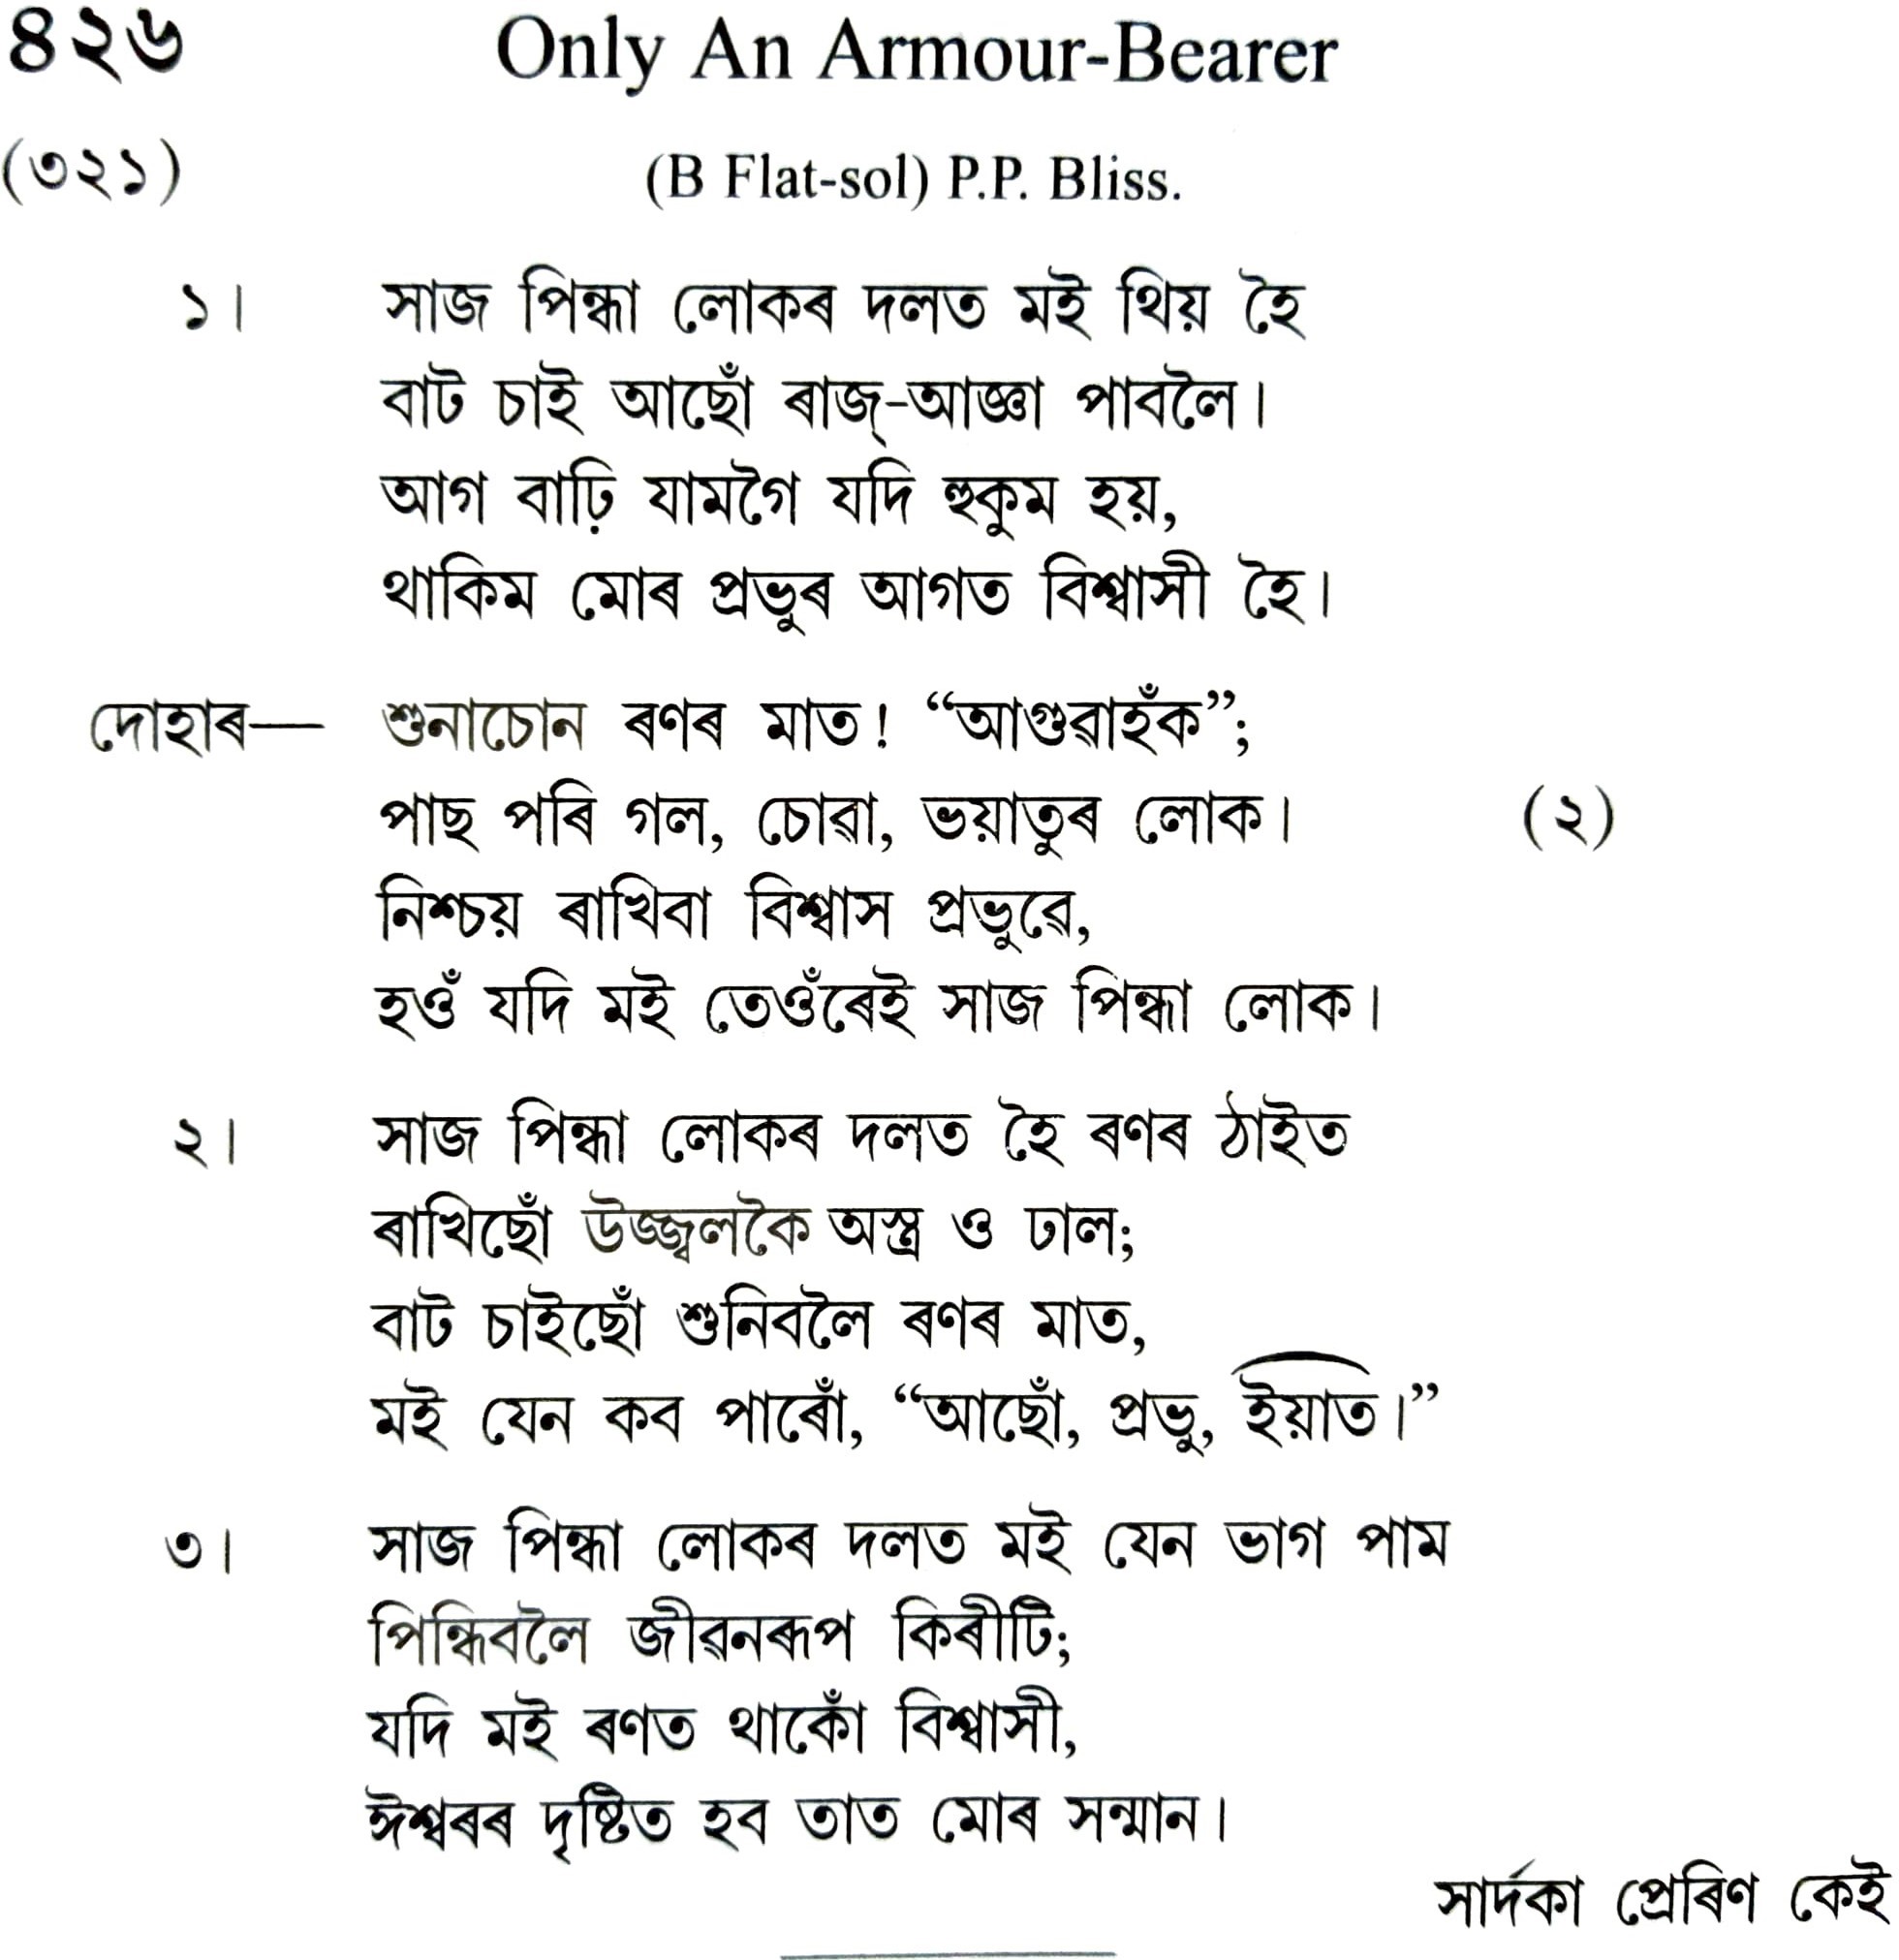 ৪২৬ Only An Armour-Bearer
(৩২১) (B Flat-sol) P.P. Bliss.
১। সাজ পিন্ধা লোকৰ দলত মই থিয় হৈ
বাট চাই আছোঁ ৰাজ্-আজ্ঞা পাবলৈ।
আগ বাঢ়ি যামগৈ যদি হুকুম হয়,
থাকিম মোৰ প্ৰভুৰ আগত বিশ্বাসী হৈ।
দোহাৰ— শুনাচোন ৰণৰ মাত! “আগুৱাহঁক”;
পাছ পৰি গল, চোৱা, ভয়াতুৰ লোক। (২)
নিশ্চয় ৰাখিবা বিশ্বাস প্ৰভুৱে,
হওঁ যদি মই তেওঁৰেই সাজ পিন্ধা লোক।
২। সাজ পিন্ধা লোকৰ দলত হৈ ৰণৰ ঠাইত
ৰাখিছোঁ উজ্জ্বলকৈ অস্ত্ৰ ও ঢাল;
বাট চাইছোঁ শুনিবলৈ ৰণৰ মাত,
মই যেন কব পাৰোঁ, “আছোঁ, প্ৰভু, ইয়াত।”
৩। সাজ পিন্ধা লোকৰ দলত মই যেন ভাগ পাম
পিন্ধিবলৈ জীৱনৰূপ কিৰীটি;
যদি মই ৰণত থাকোঁ বিশ্বাসী,
ঈশ্বৰৰ দৃষ্টিত হব তাত মোৰ সন্মান।
সাৰ্দকা প্ৰেৰিণ কেই